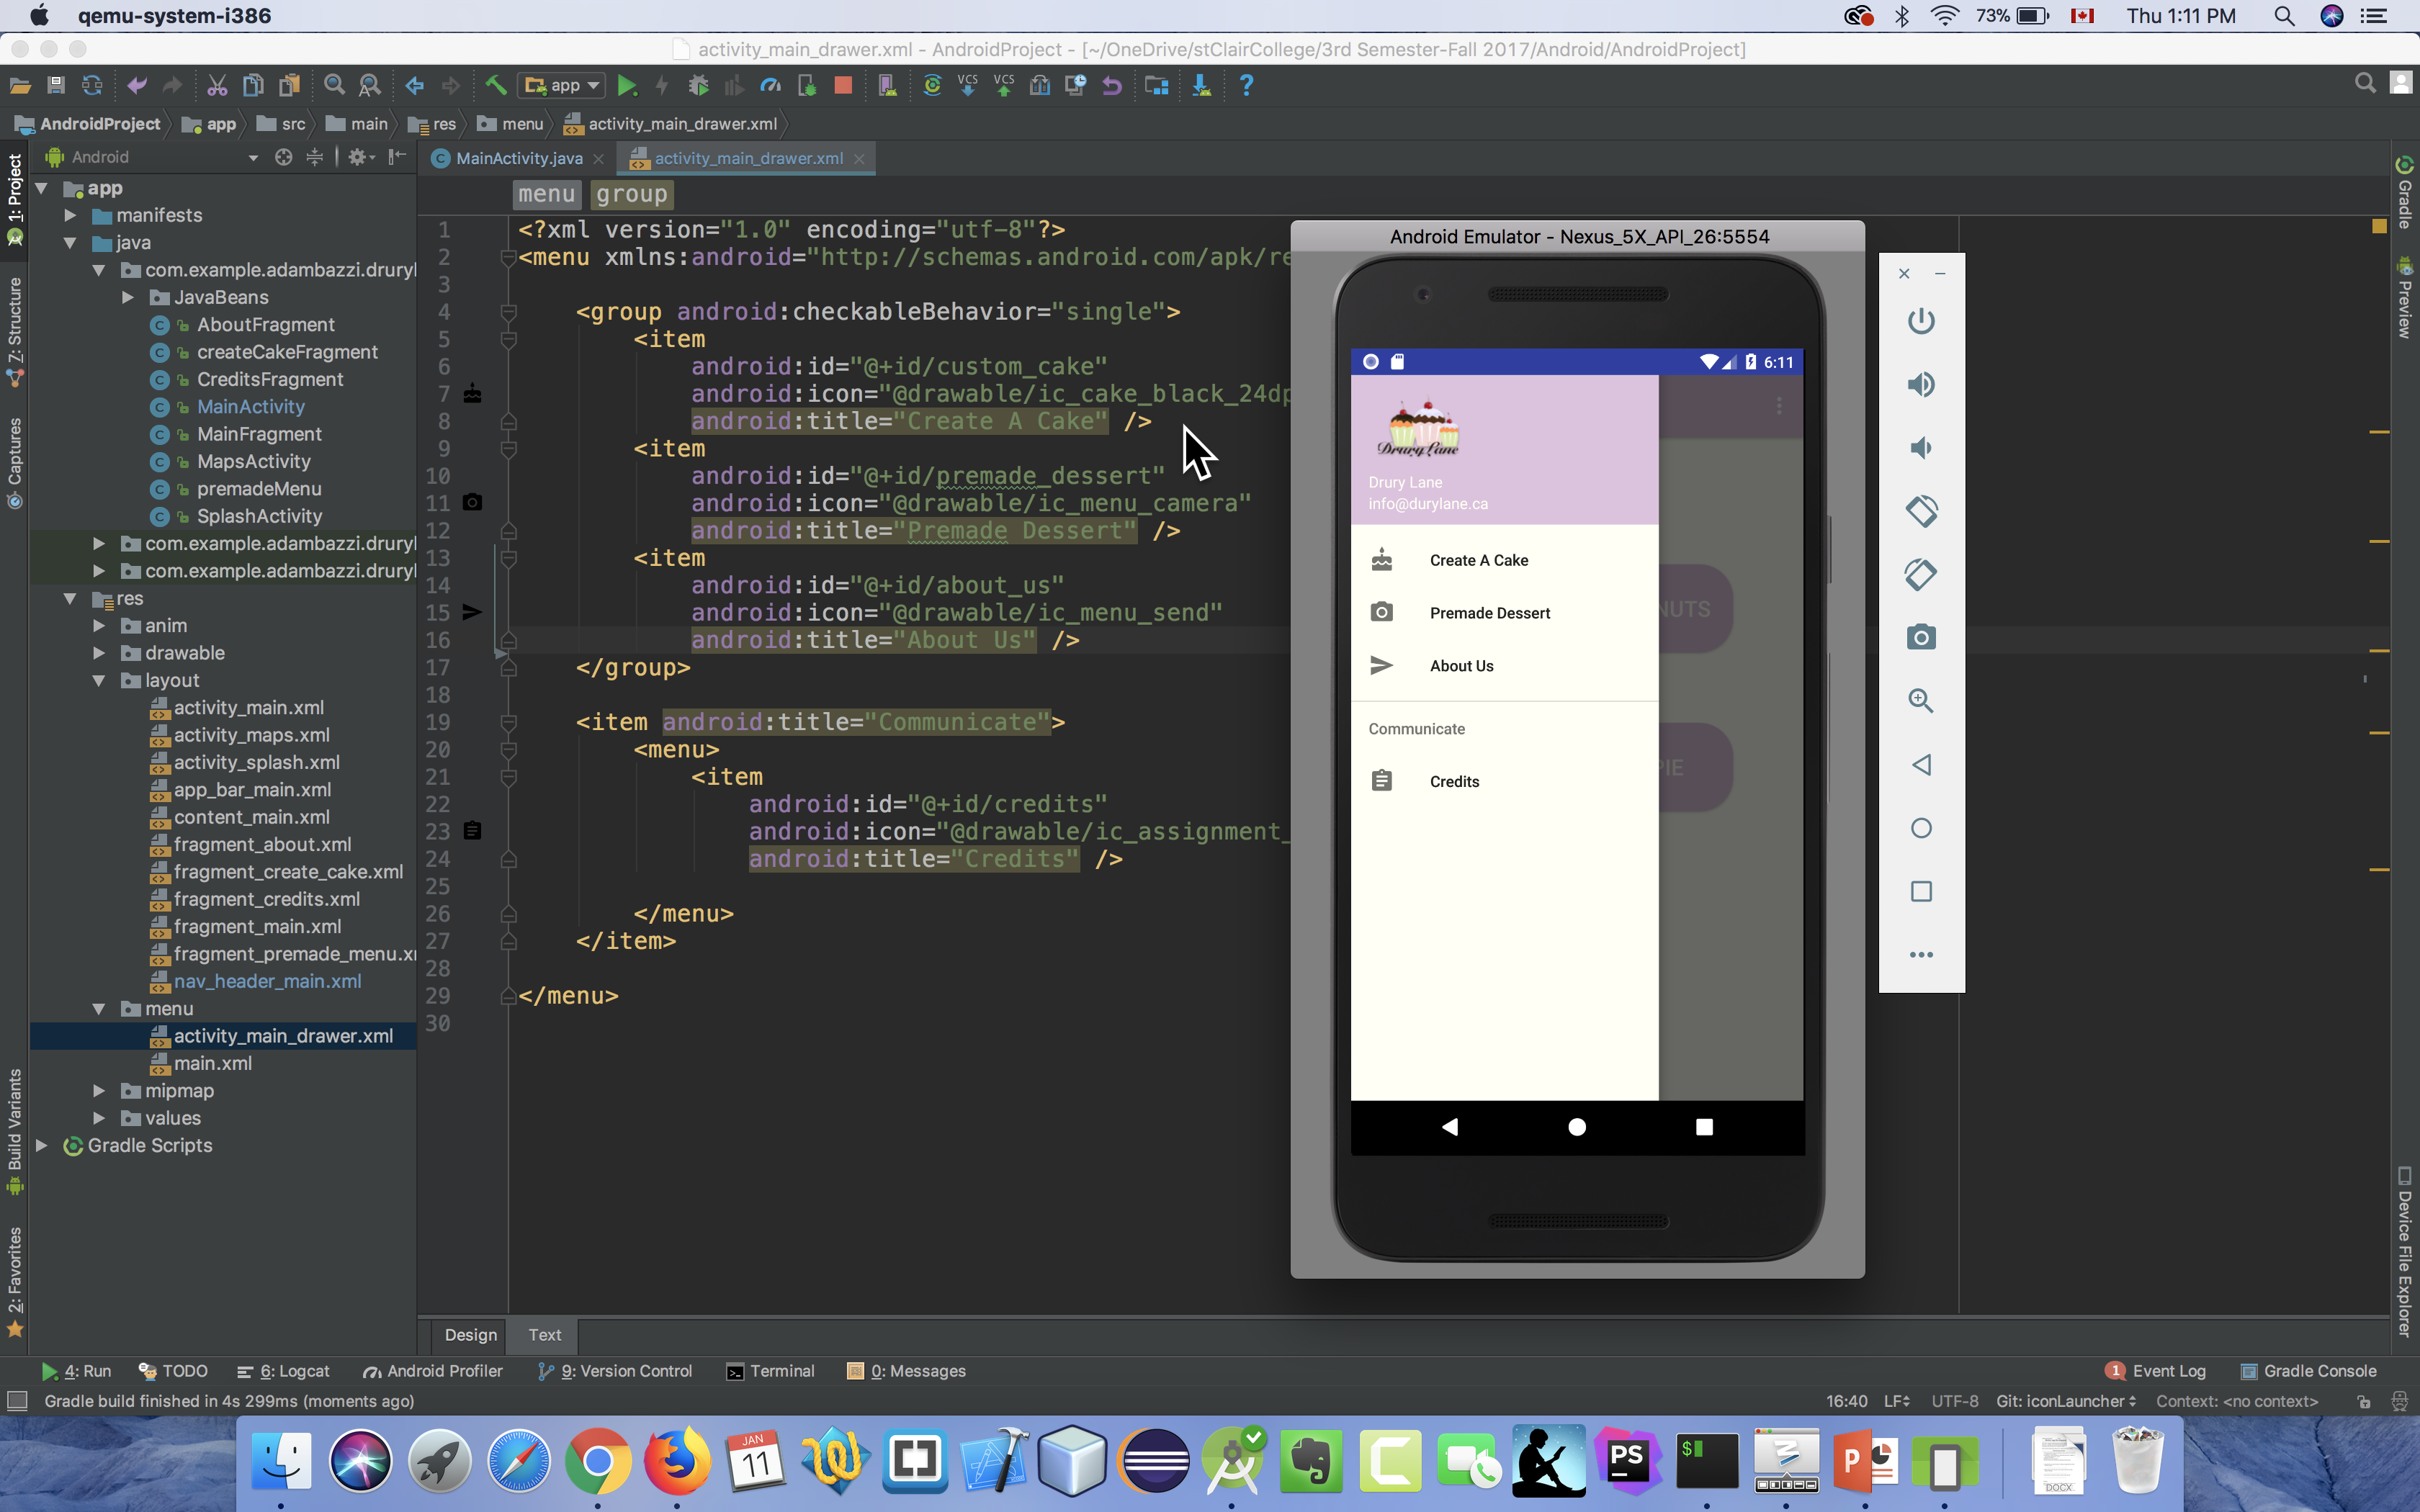 qemu-system-i386
73%
Thu 1:11 PM
activity_main_drawer.xml - AndroidProject - [~/OneDrive/stClairCollege/3rd Semester-Fall 2017/Android/AndroidProject]
app
VCS
VCS
?
AndroidProject
app
src
main
res
menu
activity_main_drawer.xml
Android
MainActivity.java
activity_main_drawer.xml
menu
group
1: Project
7: Structure
Captures
Build Variants
2: Favorites
app
manifests
java
com.example.adambazzi.druryl
JavaBeans
AboutFragment
createCakeFragment
CreditsFragment
MainActivity
MainFragment
MapsActivity
premadeMenu
SplashActivity
com.example.adambazzi.druryl
com.example.adambazzi.druryl
res
anim
drawable
layout
activity_main.xml
activity_maps.xml
activity_splash.xml
app_bar_main.xml
content_main.xml
fragment_about.xml
fragment_create_cake.xml
fragment_credits.xml
fragment_main.xml
fragment_premade_menu.x
nav_header_main.xml
menu
activity_main_drawer.xml
main.xml
mipmap
values
Gradle Scripts
1 <?xml version="1.0" encoding="utf-8"?>
2 <menu xmlns:android="http://schemas.android.com/apk/re
3
4 <group android:checkableBehavior="single">
5 <item
6 android:id="@+id/custom_cake"
7 android:icon="@drawable/ic_cake_black_24dp
8 android:title="Create A Cake" />
9 <item
10 android:id="@+id/premade_dessert"
11 android:icon="@drawable/ic_menu_camera"
12 android:title="Premade Dessert" />
13 <item
14 android:id="@+id/about_us"
15 android:icon="@drawable/ic_menu_send"
16 android:title="About Us" />
17 </group>
18
19 <item android:title="Communicate">
20 <menu>
21 <item
22 android:id="@+id/credits"
23 android:icon="@drawable/ic_assignment_
24 android:title="Credits" />
25
26 </menu>
27 </item>
28
29 </menu>
30
Android Emulator - Nexus_5X_API_26:5554
6:11
Drury Lane
Drury Lane
info@durylane.ca
Create A Cake
Premade Dessert
About Us
Communicate
Credits
NUTS
PIE
Gradle
Preview
Device File Explorer
Design
Text
4: Run
TODO
6: Logcat
Android Profiler
9: Version Control
Terminal
0: Messages
1 Event Log
Gradle Console
Gradle build finished in 4s 299ms (moments ago)
16:40
LF
UTF-8
Git: iconLauncher
Context: <no context>
JAN
11
PS
$
P
DOCX